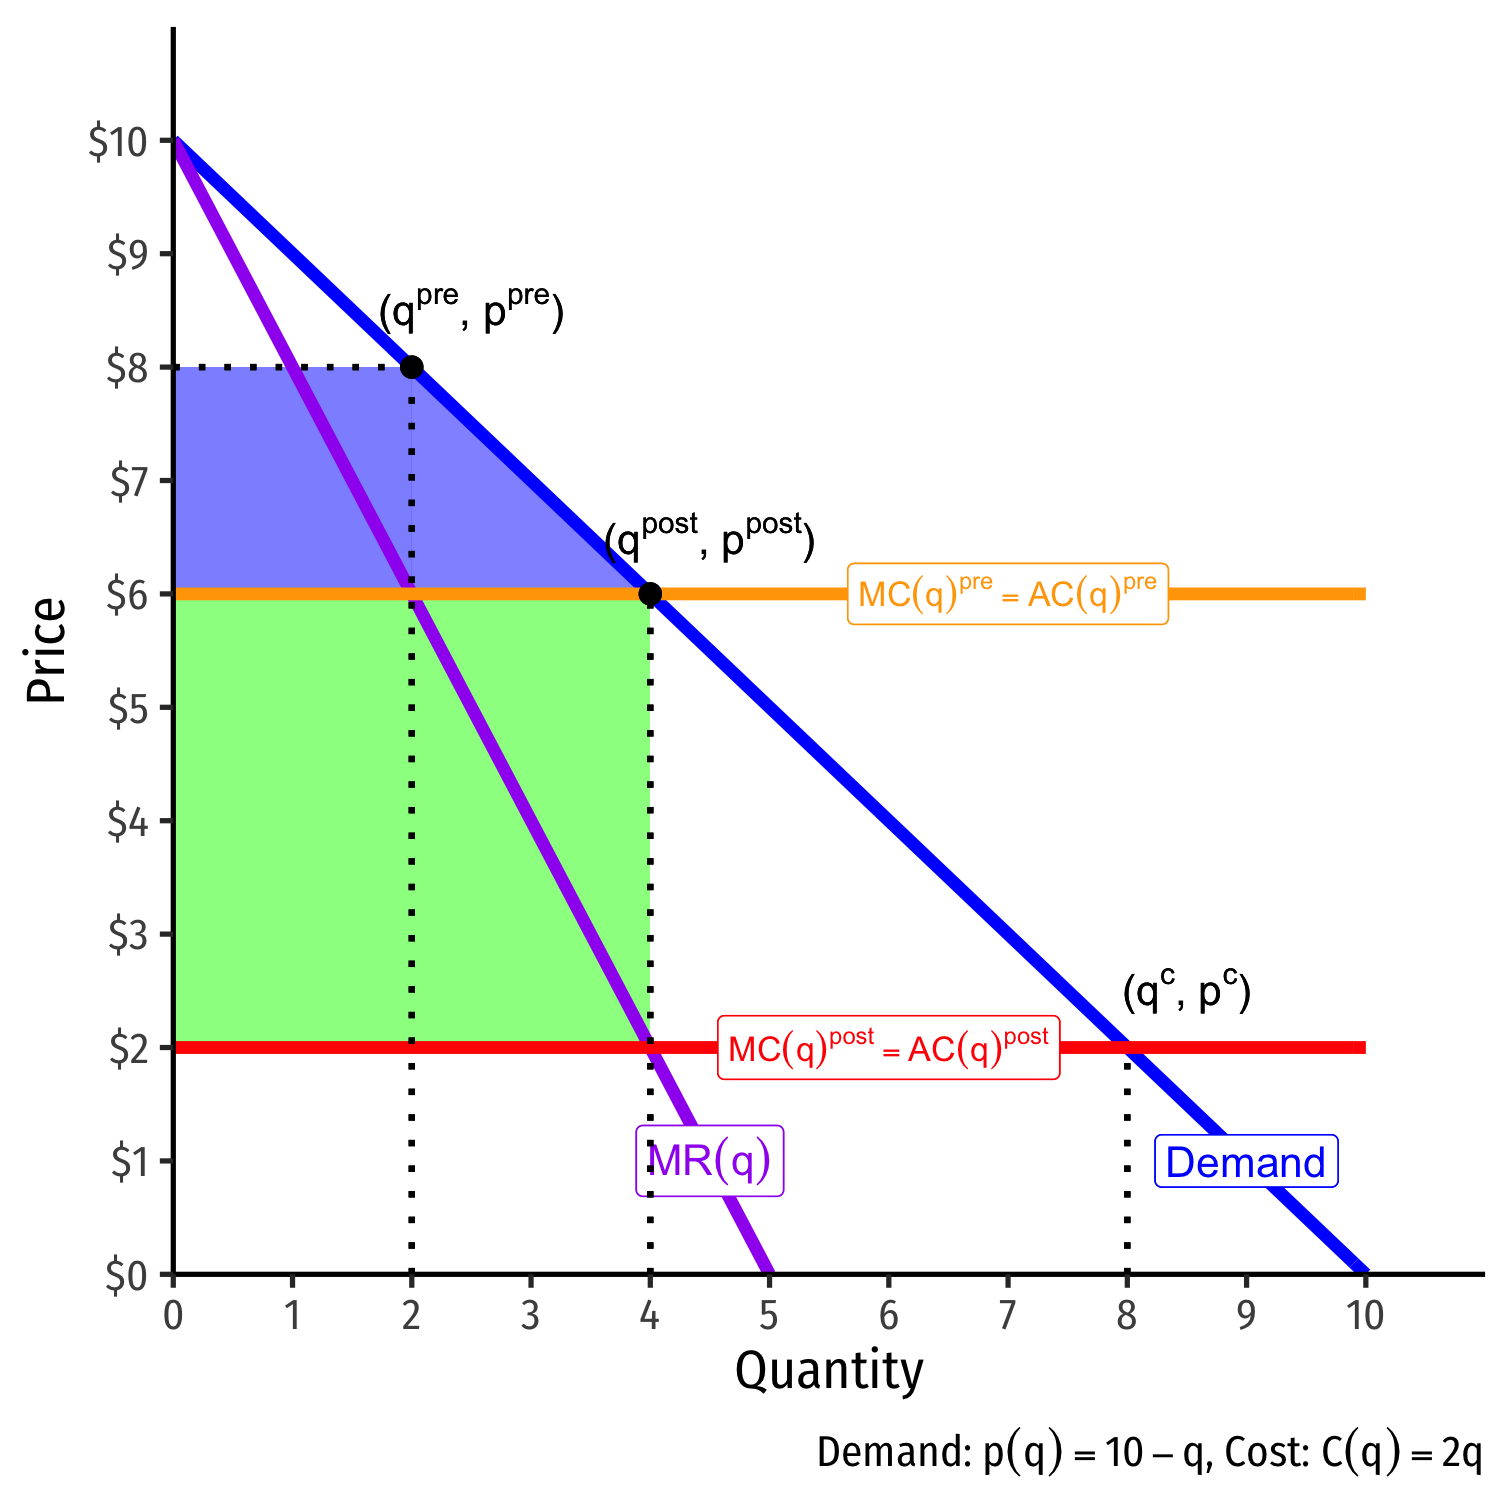 $10
$9
(q^pre, p^pre)
$8
$7
(q^post, p^post)
$6
MC(q)^pre = AC(q)^pre
Price
$5
$4
$3
(q^c, p^c)
$2
MC(q)^post = AC(q)^post
$1
MR(q)
Demand
$0
0 1 2 3 4 5 6 7 8 9 10
Quantity
Demand: p(q) = 10 – q, Cost: C(q) = 2q